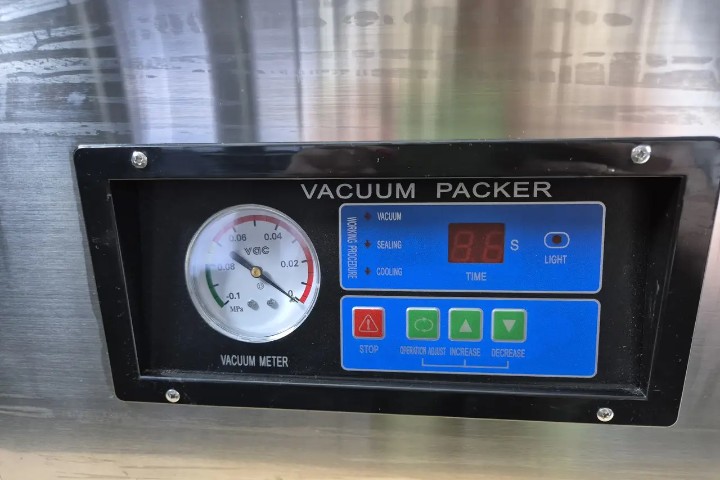 VACUUM PACKER
0.06
0.04
vac
0.08
0.02
-0.1
0
MPa
VACUUM METER
WORKING PROCEDURE
VACUUM
SEALING
COOLING
S
TIME
LIGHT
STOP
OPERATION ADJUST
INCREASE
DECREASE